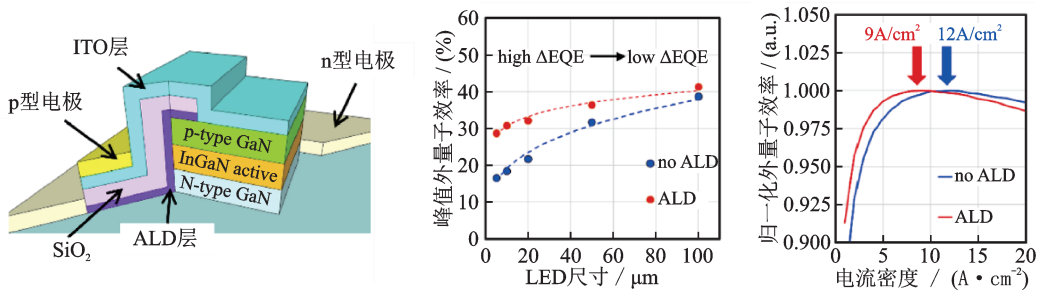 ITO层
n型电极
p型电极
p-type GaN
InGaN active
N-type GaN
SiO₂
ALD层
峰值外量子效率 / (%)
60
50
40
30
20
10
0
high ΔEQE
low ΔEQE
no ALD
ALD
0
20
40
60
80
100
LED尺寸 / μm
归一化外量子效率 / (a.u.)
1.050
1.025
1.000
0.975
0.950
0.925
0.900
9A/cm²
12A/cm²
no ALD
ALD
0
5
10
15
20
电流密度 / (A·cm⁻²)